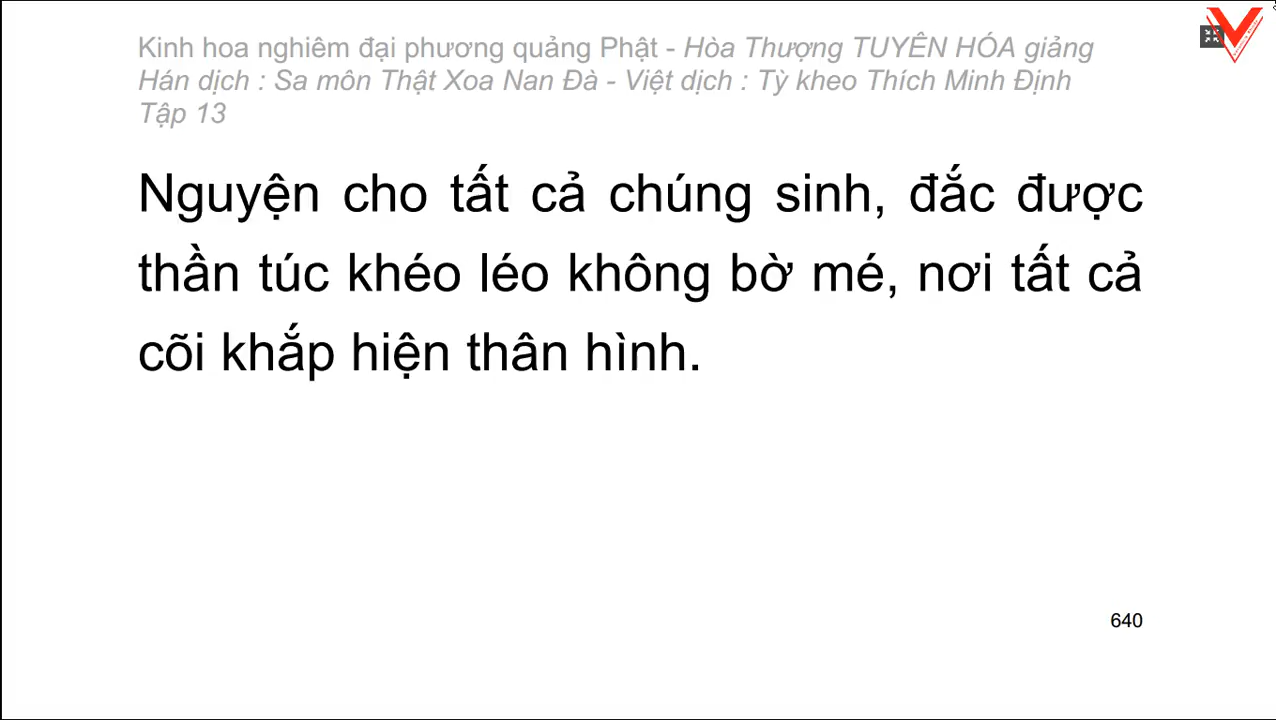 Kinh hoa nghiêm đại phương quảng Phật - Hòa Thượng TUYÊN HÓA giảng
Hán dịch : Sa môn Thật Xoa Nan Đà - Việt dịch : Tỳ kheo Thích Minh Định
Tập 13
Nguyện cho tất cả chúng sinh, đắc được
thần túc khéo léo không bờ mé, nơi tất cả
cõi khắp hiện thân hình.
640